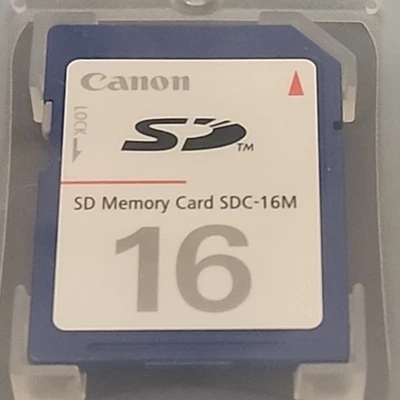 Canon
LOCK
SD™
SD Memory Card SDC-16M
16